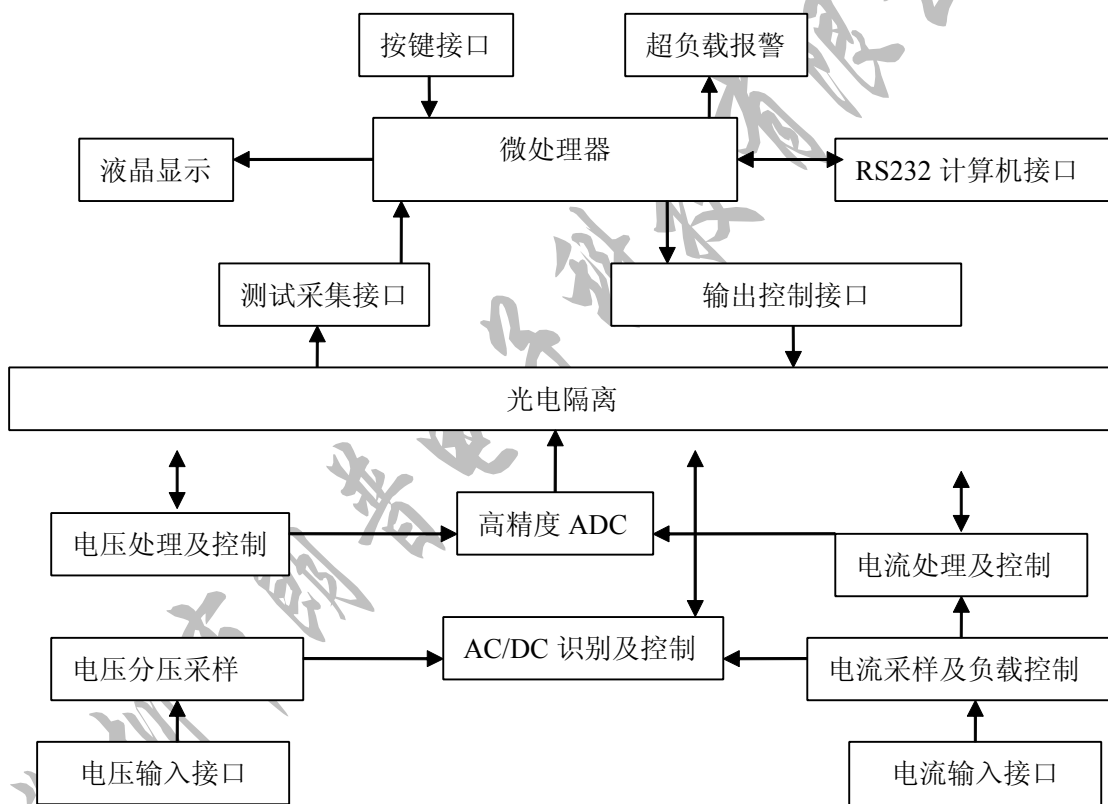 按键接口
超负载报警
微处理器
液晶显示
RS232 计算机接口
测试采集接口
输出控制接口
光电隔离
高精度 ADC
电压处理及控制
电流处理及控制
AC/DC 识别及控制
电压分压采样
电流采样及负载控制
电压输入接口
电流输入接口